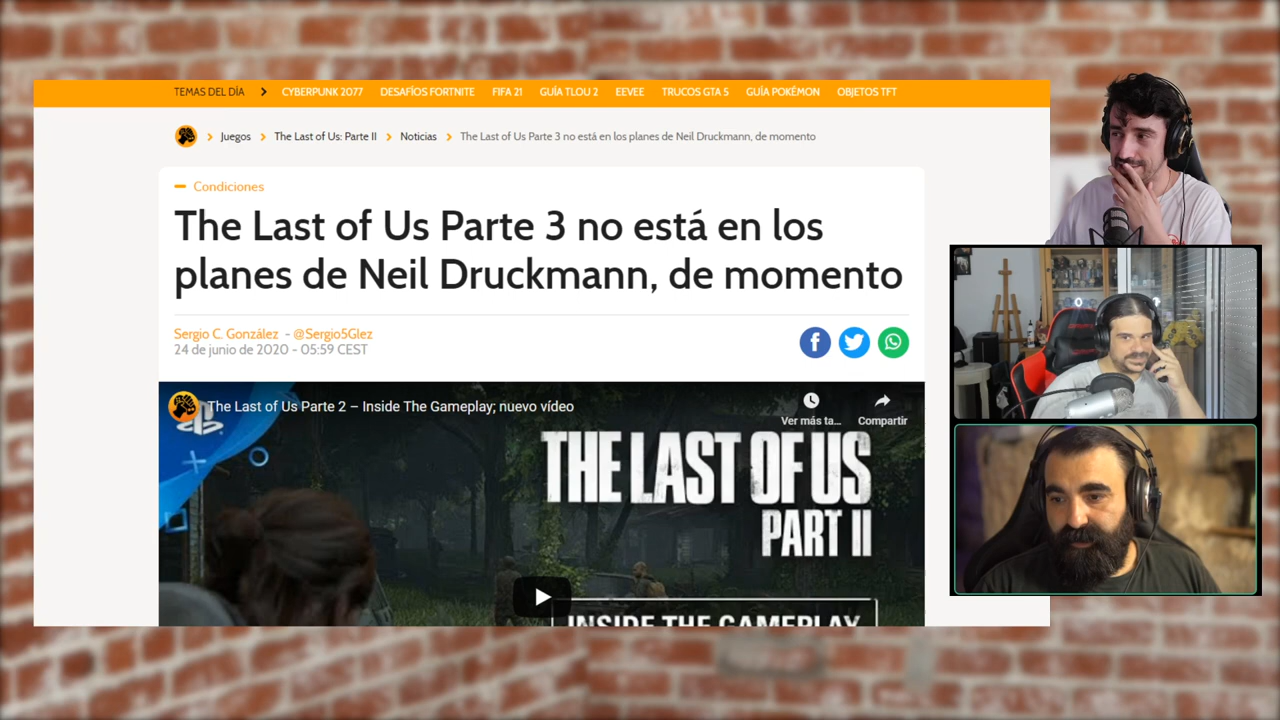 TEMAS DEL DÍA > CYBERPUNK 2077 DESAFÍOS FORTNITE FIFA 21 GUÍA TLOU 2 EEVEE TRUCOS GTA 5 GUÍA POKÉMON OBJETOS TFT
> Juegos > The Last of Us: Parte II > Noticias > The Last of Us Parte 3 no está en los planes de Neil Druckmann, de momento
Condiciones
The Last of Us Parte 3 no está en los
planes de Neil Druckmann, de momento
Sergio C. González - @Sergio5Glez
24 de junio de 2020 - 05:59 CEST
The Last of Us Parte 2 – Inside The Gameplay; nuevo vídeo
Ver más ta... Compartir
THE LAST OF US
PART II
INSIDE THE GAMEPLAY